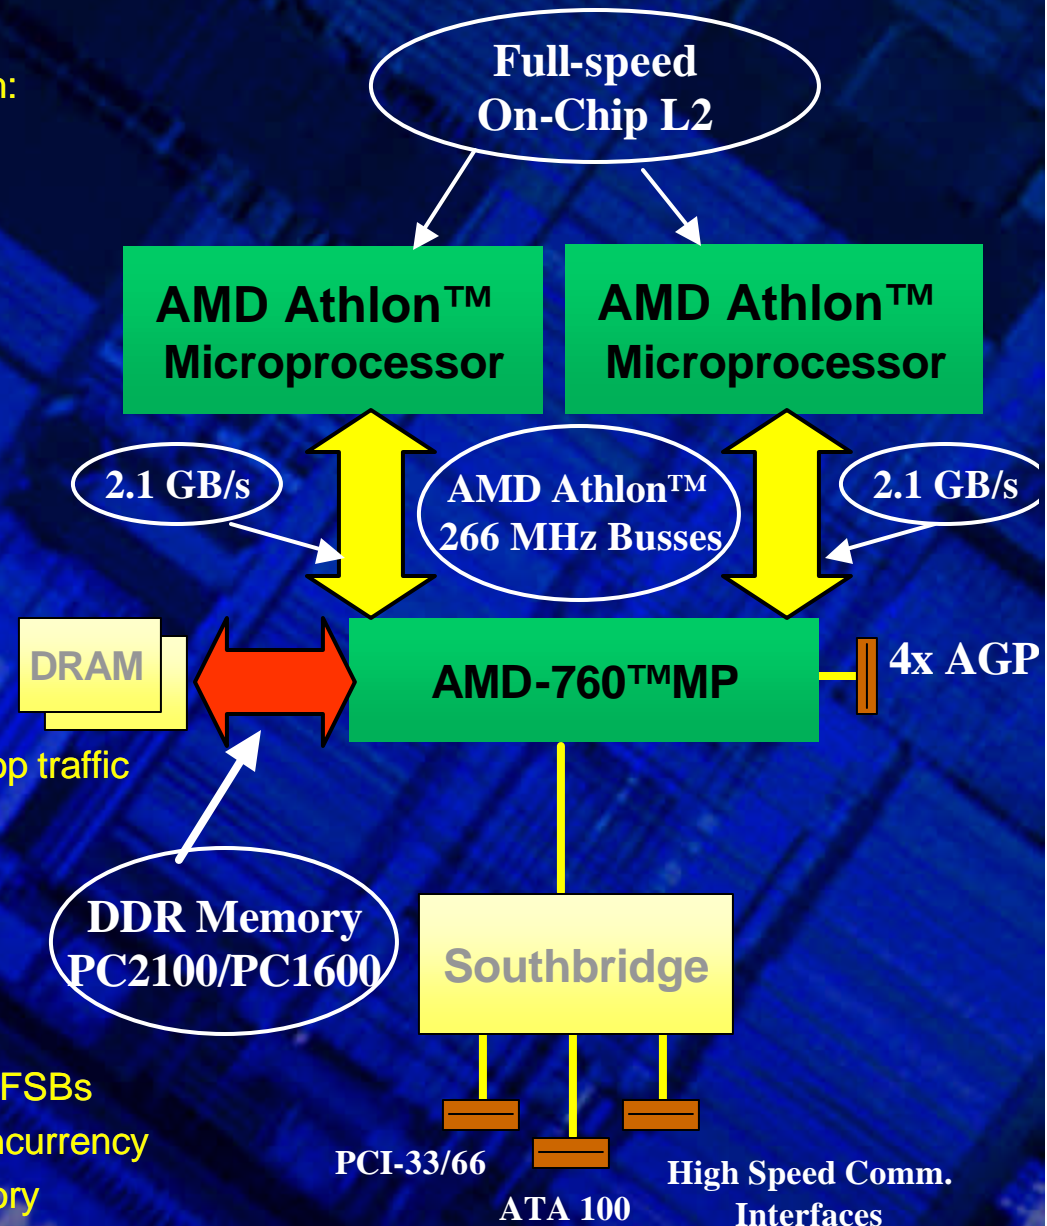 Full-speed
On-Chip L2
AMD Athlon™
Microprocessor
AMD Athlon™
Microprocessor
2.1 GB/s
AMD Athlon™
266 MHz Busses
2.1 GB/s
DRAM
AMD-760™MP
4x AGP
traffic
DDR Memory
PC2100/PC1600
Southbridge
FSBs
PCI-33/66
ATA 100
High Speed Comm.
Interfaces